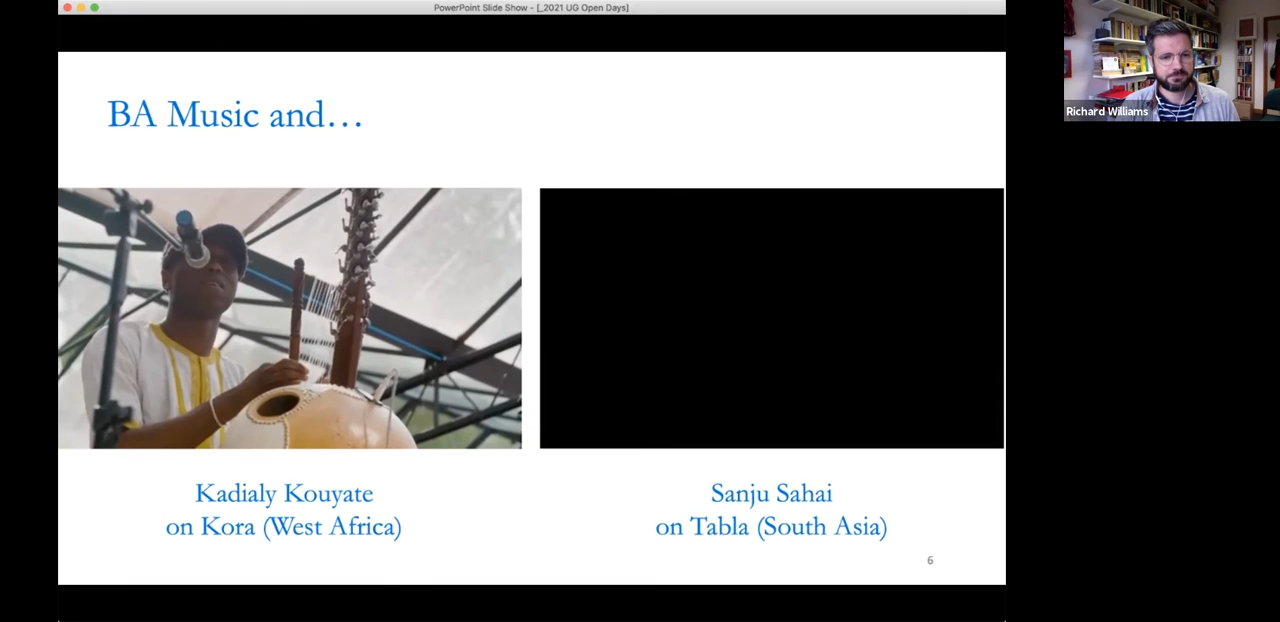 PowerPoint Slide Show - [_2021 UG Open Days]
Richard Williams
BA Music and…
Kadialy Kouyate
on Kora (West Africa)
Sanju Sahai
on Tabla (South Asia)
6